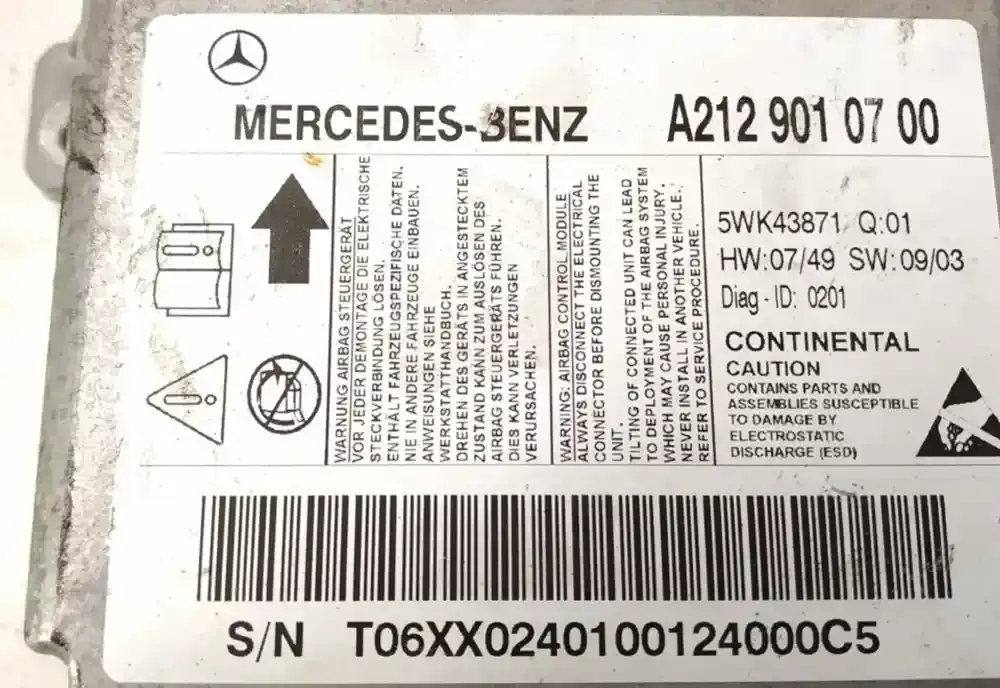 MERCEDES-BENZ
A212 901 07 00
WARNUNG AIRBAG STEUERGERÄT
VOR JEDER DEMONTAGE DIE ELEKTRISCHE
STECKVERBINDUNG LÖSEN.
ENTHÄLT FAHRZEUGSPEZIFISCHE DATEN.
NIE IN ANDERE FAHRZEUGE EINBAUEN.
ANWEISUNGEN SIEHE
WERKSTATTHANDBUCH.
DREHEN DES GERÄTS IN ANGESTECKTEM
ZUSTAND KANN ZUM AUSLÖSEN DES
AIRBAG STEUERGERÄTS FÜHREN.
DIES KANN VERLETZUNGEN
VERURSACHEN.
WARNING: AIRBAG CONTROL MODULE
ALWAYS DISCONNECT THE ELECTRICAL
CONNECTOR BEFORE DISMOUNTING THE
UNIT.
TILTING OF CONNECTED UNIT CAN LEAD
TO DEPLOYMENT OF THE AIRBAG SYSTEM
WHICH MAY CAUSE PERSONAL INJURY.
NEVER INSTALL IN ANOTHER VEHICLE.
REFER TO SERVICE PROCEDURE.
5WK43871 Q:01
HW:07/49 SW:09/03
Diag-ID: 0201
CONTINENTAL
CAUTION
CONTAINS PARTS AND
ASSEMBLIES SUSCEPTIBLE
TO DAMAGE BY
ELECTROSTATIC
DISCHARGE (ESD)
S/N T06XX0240100124000C5